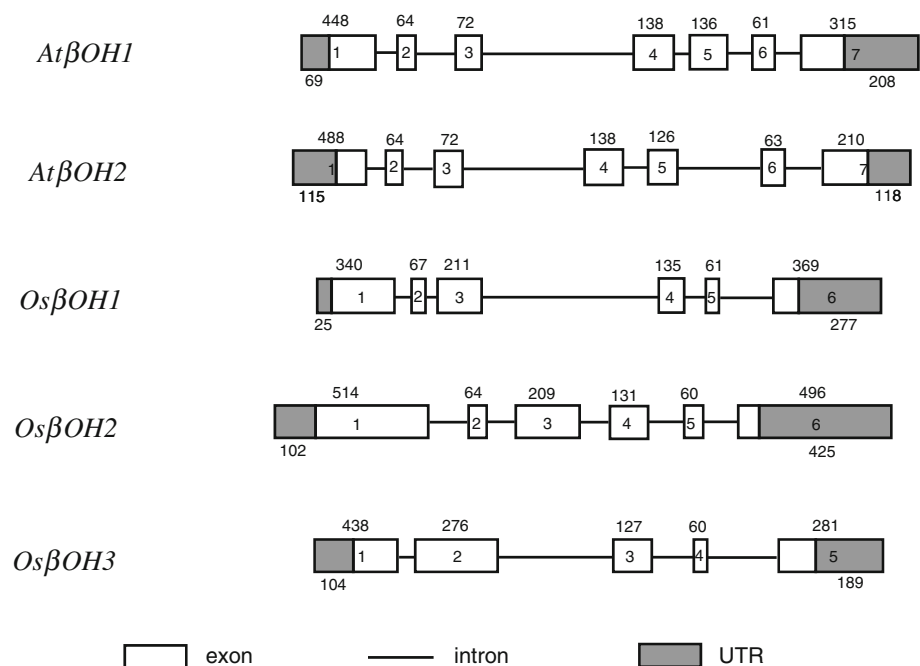 448 64 72 138 136 61 315
AtβOH1 1 2 3 4 5 6 7
69 208
488 64 72 138 126 63 210
AtβOH2 1 2 3 4 5 6 7
115 118
340 67 211 135 61 369
OsβOH1 1 2 3 4 5 6
25 277
514 64 209 131 60 496
OsβOH2 1 2 3 4 5 6
102 425
438 276 127 60 281
OsβOH3 1 2 3 4 5
104 189
exon intron UTR